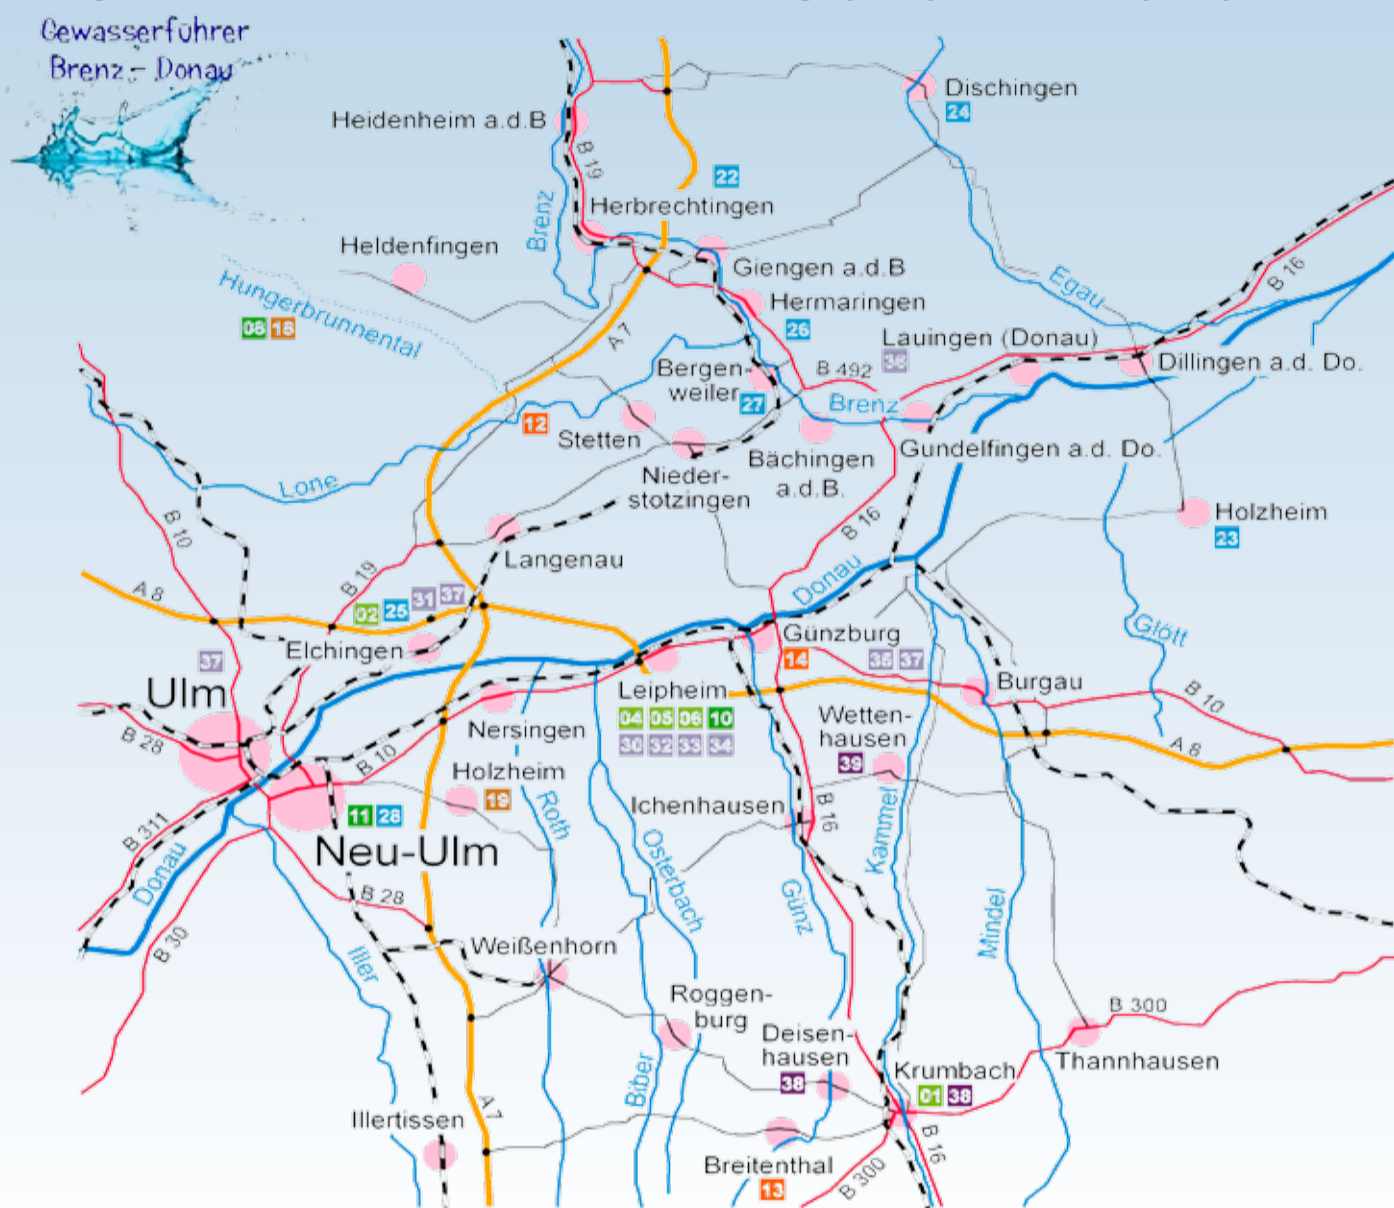 Gewässerführer
Brenz - Donau
Dischingen
24
Heidenheim a.d.B
B 19
22
Herbrechtingen
Brenz
Heldenfingen
Giengen a.d.B
Hungerbrunnental
08 18
Hermaringen
26
Egau
B 16
A 7
Lauingen (Donau)
36
Bergen-
weiler
27
B 492
Dillingen a.d. Do.
Brenz
12
Stetten
Bächingen
a.d.B.
Gundelfingen a.d. Do.
Nieder-
stotzingen
Lone
B 10
B 16
Holzheim
23
Langenau
A 8
B 19
02 25 31 37
Donau
Glött
Elchingen
Günzburg
14
35 37
37
Ulm
Leipheim
04 05 06 10
30 32 33 34
Burgau
B 10
B 28
Nersingen
Wetten-
hausen
39
A 8
B 10
Holzheim
19
Ichenhausen
B 16
11 28
Neu-Ulm
Roth
Kammel
B 311
Donau
Osterbach
B 28
Günz
Mindel
B 30
Iller
Weißenhorn
Roggen-
burg
Deisen-
hausen
38
B 300
Thannhausen
Krumbach
01 38
Biber
A 7
Illertissen
B 16
Breitenthal
13
B 300